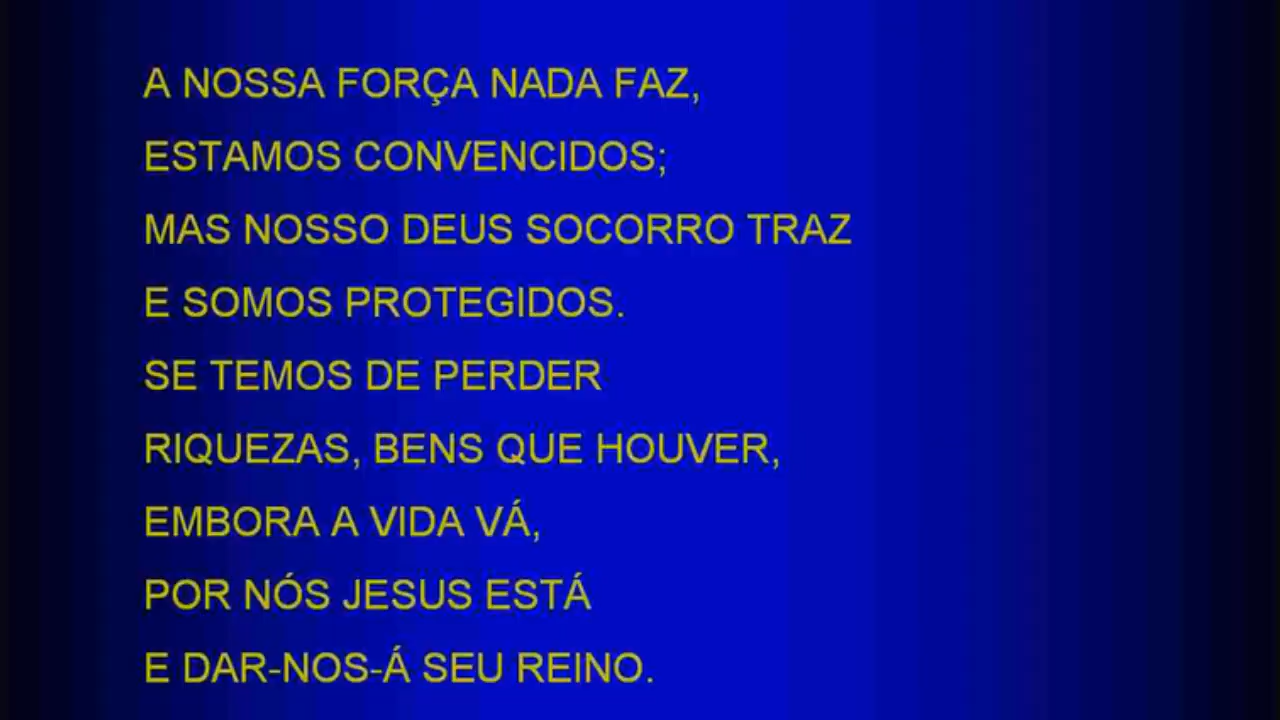 A NOSSA FORÇA NADA FAZ,
ESTAMOS CONVENCIDOS;
MAS NOSSO DEUS SOCORRO TRAZ
E SOMOS PROTEGIDOS.
SE TEMOS DE PERDER
RIQUEZAS, BENS QUE HOUVER,
EMBORA A VIDA VÁ,
POR NÓS JESUS ESTÁ
E DAR-NOS-Á SEU REINO.